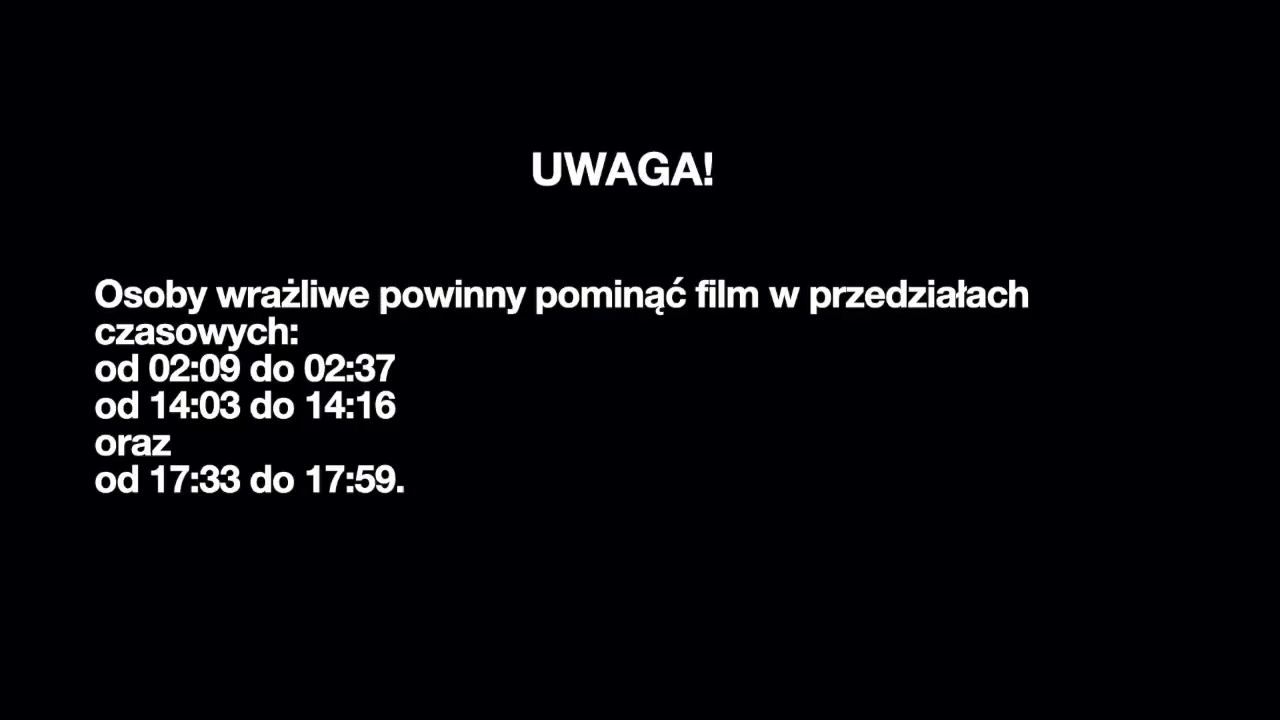 UWAGA!
Osoby wrażliwe powinny pominąć film w przedziałach
czasowych:
od 02:09 do 02:37
od 14:03 do 14:16
oraz
od 17:33 do 17:59.